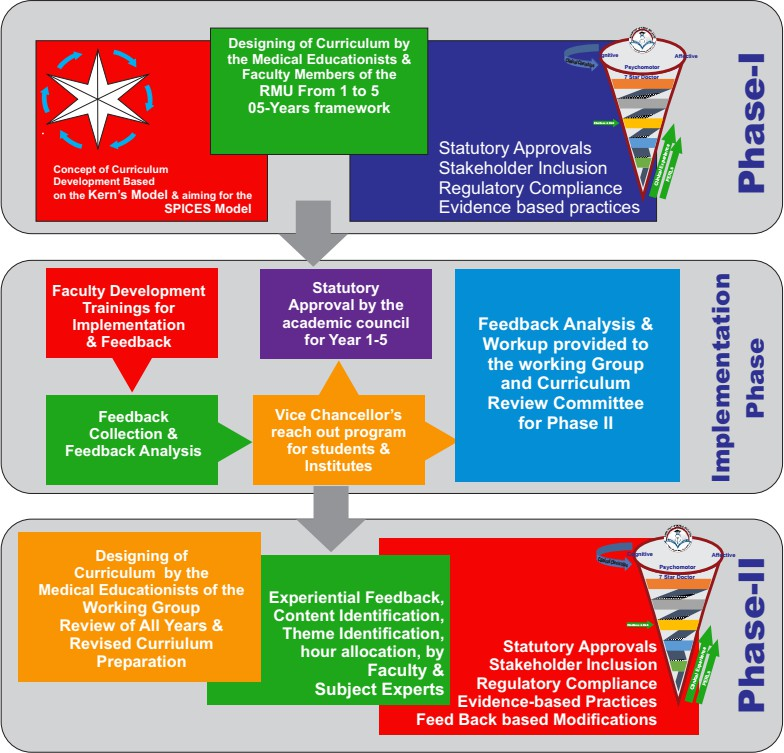 Phase-I
Concept of Curriculum
Development Based
on the Kern's Model & aiming for the
SPICES Model
Designing of Curriculum by
the Medical Educationists &
Faculty Members of the
RMU From 1 to 5
05-Years framework
Statutory Approvals
Stakeholder Inclusion
Regulatory Compliance
Evidence based practices
Affective
Psychomotor
7 Star Doctor
Implementation
Phase
Faculty Development
Trainings for
Implementation
& Feedback
Statutory
Approval by the
academic council
for Year 1-5
Feedback Analysis &
Workup provided to
the working Group
and Curriculum
Review Committee
for Phase II
Feedback
Collection &
Feedback Analysis
Vice Chancellor's
reach out program
for students &
Institutes
Phase-II
Designing of
Curriculum by the
Medical Educationists of the
Working Group
Review of All Years &
Revised Curriulum
Preparation
Experiential Feedback,
Content Identification,
Theme Identification,
hour allocation, by
Faculty &
Subject Experts
Statutory Approvals
Stakeholder Inclusion
Regulatory Compliance
Evidence-based Practices
Feed Back based Modifications
Psychomotor
7 Star Doctor